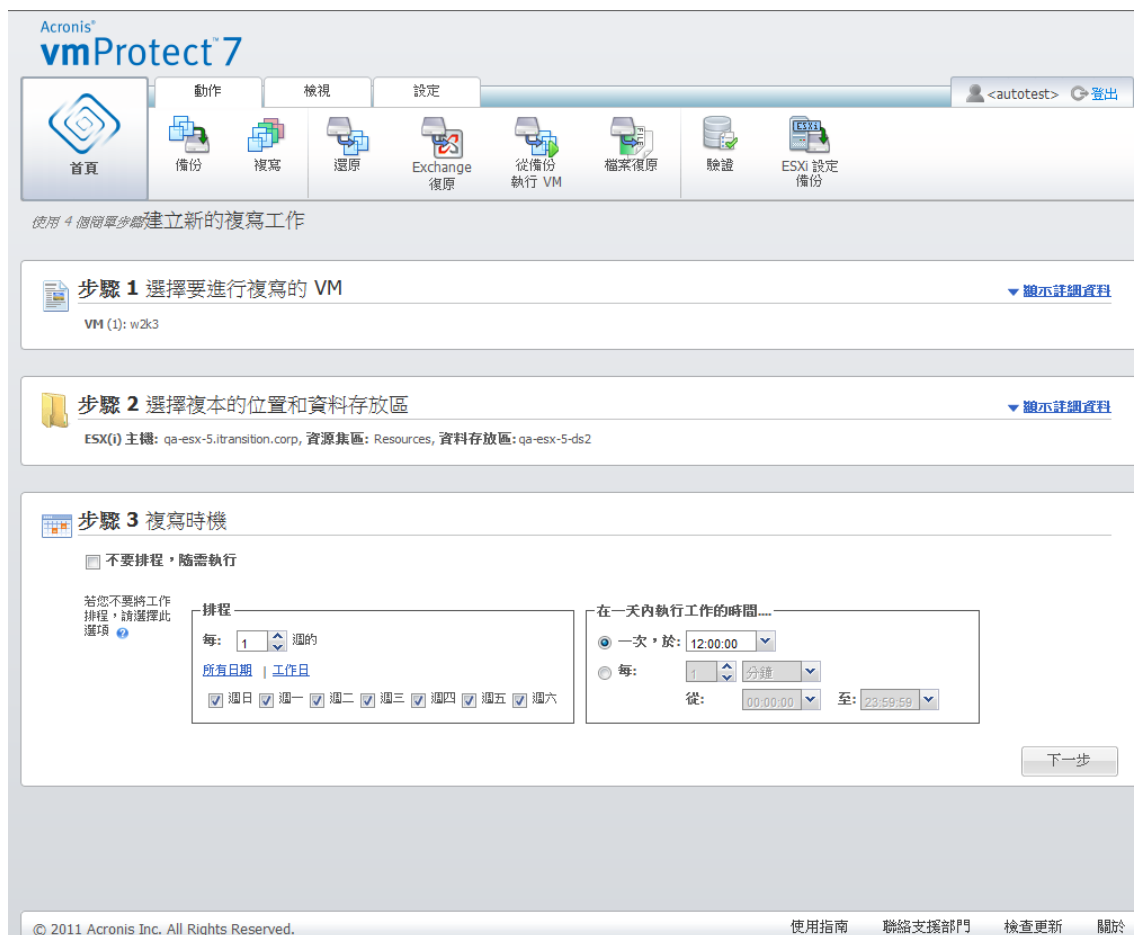 Acronis®
vmProtect™7
動作 檢視 設定
<autotest> 登出
首頁
備份
複寫
還原
Exchange
復原
從備份
執行 VM
檔案復原
驗證
ESXi 設定
備份
使用 4 個簡單步驟建立新的複寫工作
步驟 1 選擇要進行複寫的 VM
顯示詳細資料
VM (1): w2k3
步驟 2 選擇複本的位置和資料存放區
顯示詳細資料
ESX(i) 主機: qa-esx-5.itransition.corp, 資源集區: Resources, 資料存放區: qa-esx-5-ds2
步驟 3 複寫時機
不要排程，隨需執行
若您不要將工作
排程，請選擇此
選項
排程
每: 1 週的
所有日期 | 工作日
週日 週一 週二 週三 週四 週五 週六
在一天內執行工作的時間....
一次，於: 12:00:00
每: 1 分鐘
從: 00:00:00 至: 23:59:59
下一步
© 2011 Acronis Inc. All Rights Reserved.
使用指南 聯絡支援部門 檢查更新 關於